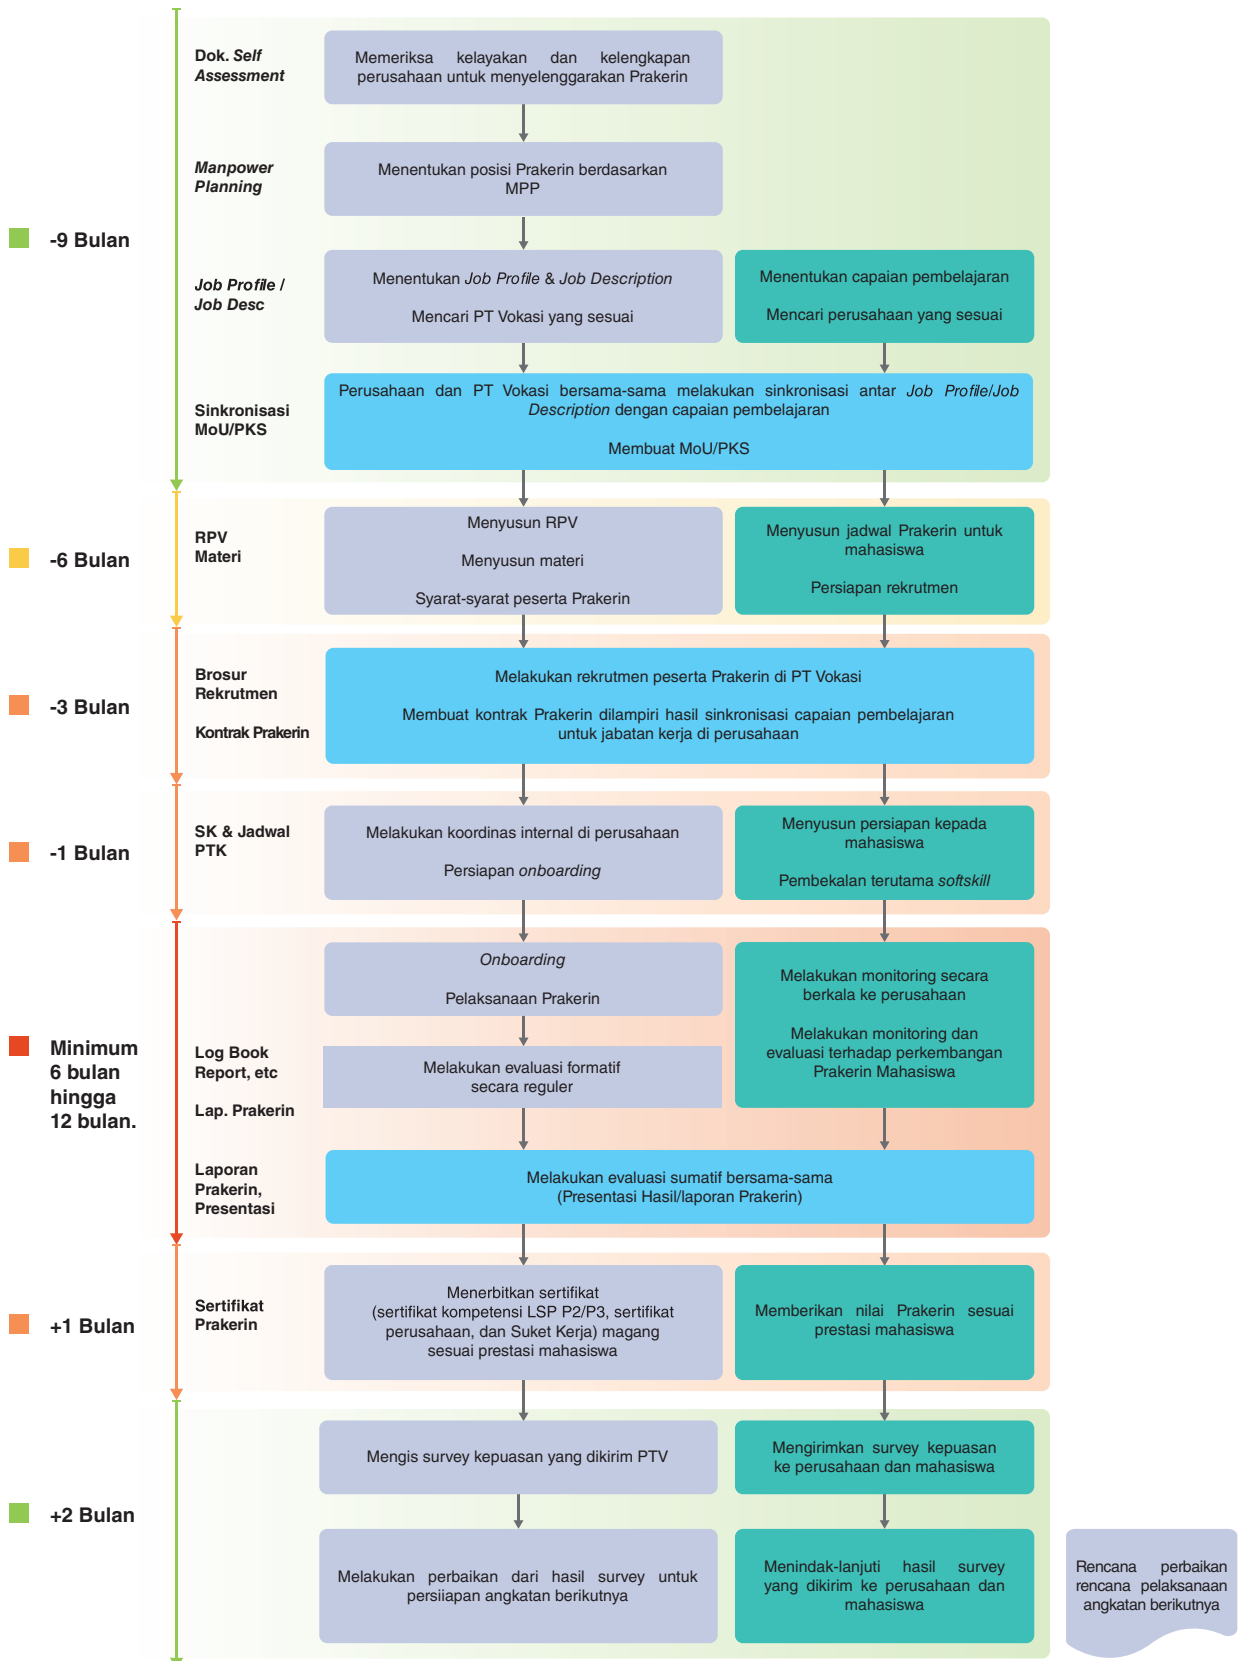 Dok. Self
Assessment
Memeriksa kelayakan dan kelengkapan
perusahaan untuk menyelenggarakan Prakerin
Manpower
Planning
Menentukan posisi Prakerin berdasarkan
MPP
-9 Bulan
Job Profile /
Job Desc
Menentukan Job Profile & Job Description
Mencari PT Vokasi yang sesuai
Menentukan capaian pembelajaran
Mencari perusahaan yang sesuai
Sinkronisasi
MoU/PKS
Perusahaan dan PT Vokasi bersama-sama melakukan sinkronisasi antar Job Profile/Job
Description dengan capaian pembelajaran
Membuat MoU/PKS
-6 Bulan
RPV
Materi
Menyusun RPV
Menyusun materi
Syarat-syarat peserta Prakerin
Menyusun jadwal Prakerin untuk
mahasiswa
Persiapan rekrutmen
-3 Bulan
Brosur
Rekrutmen
Kontrak Prakerin
Melakukan rekrutmen peserta Prakerin di PT Vokasi
Membuat kontrak Prakerin dilampiri hasil sinkronisasi capaian pembelajaran
untuk jabatan kerja di perusahaan
-1 Bulan
SK & Jadwal
PTK
Melakukan koordinas internal di perusahaan
Persiapan onboarding
Menyusun persiapan kepada
mahasiswa
Pembekalan terutama softskill
Minimum
6 bulan
hingga
12 bulan.
Log Book
Report, etc
Lap. Prakerin
Onboarding
Pelaksanaan Prakerin
Melakukan evaluasi formatif
secara reguler
Melakukan monitoring secara
berkala ke perusahaan
Melakukan monitoring dan
evaluasi terhadap perkembangan
Prakerin Mahasiswa
Laporan
Prakerin,
Presentasi
Melakukan evaluasi sumatif bersama-sama
(Presentasi Hasil/laporan Prakerin)
+1 Bulan
Sertifikat
Prakerin
Menerbitkan sertifikat
(sertifikat kompetensi LSP P2/P3, sertifikat
perusahaan, dan Suket Kerja) magang
sesuai prestasi mahasiswa
Memberikan nilai Prakerin sesuai
prestasi mahasiswa
+2 Bulan
Mengis survey kepuasan yang dikirim PTV
Mengirimkan survey kepuasan
ke perusahaan dan mahasiswa
Melakukan perbaikan dari hasil survey untuk
persiiapan angkatan berikutnya
Menindak-lanjuti hasil survey
yang dikirim ke perusahaan dan
mahasiswa
Rencana perbaikan
rencana pelaksanaan
angkatan berikutnya